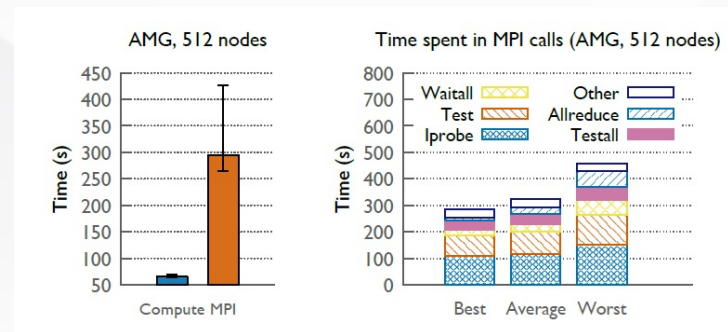 AMG, 512 nodes
Time (s)
450
400
350
300
250
200
150
100
50
Compute MPI
Time spent in MPI calls (AMG, 512 nodes)
Time (s)
800
700
600
500
400
300
200
100
0
Waitall
Test
Iprobe
Other
Allreduce
Testall
Best Average Worst